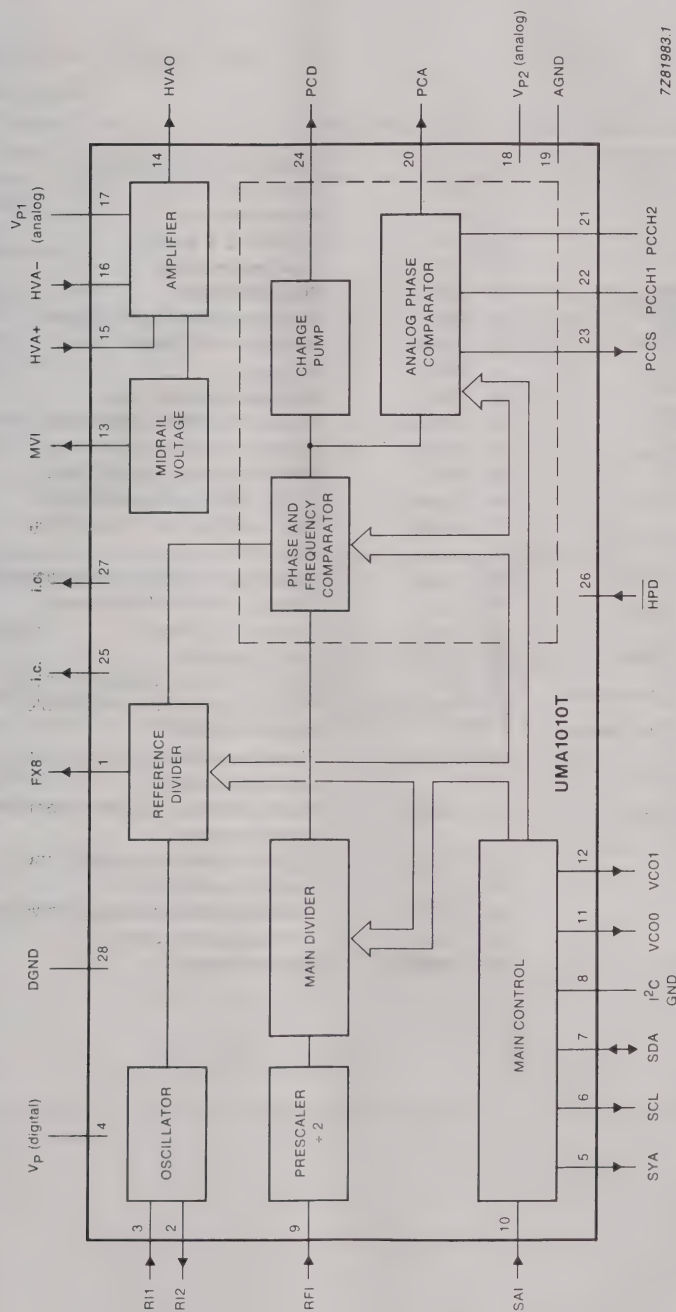 V_P1 (analog)
HVA−
HVA+
MVI
i.c.
i.c.
FX8
DGND
V_P (digital)
17
16
15
13
27
25
1
28
4
RI1
3
RI2
2
OSCILLATOR
REFERENCE DIVIDER
MIDRAIL VOLTAGE
AMPLIFIER
14
HVAO
RFI
9
PRESCALER ÷ 2
MAIN DIVIDER
PHASE AND FREQUENCY COMPARATOR
CHARGE PUMP
24
PCD
ANALOG PHASE COMPARATOR
20
PCA
SAI
10
MAIN CONTROL
UMA1010T
18
V_P2 (analog)
19
AGND
5
6
7
8
11
12
26
23
22
21
SYA
SCL
SDA
I²C GND
VCO0
VCO1
HPD
PCCS
PCCH1
PCCH2
7Z81983.1